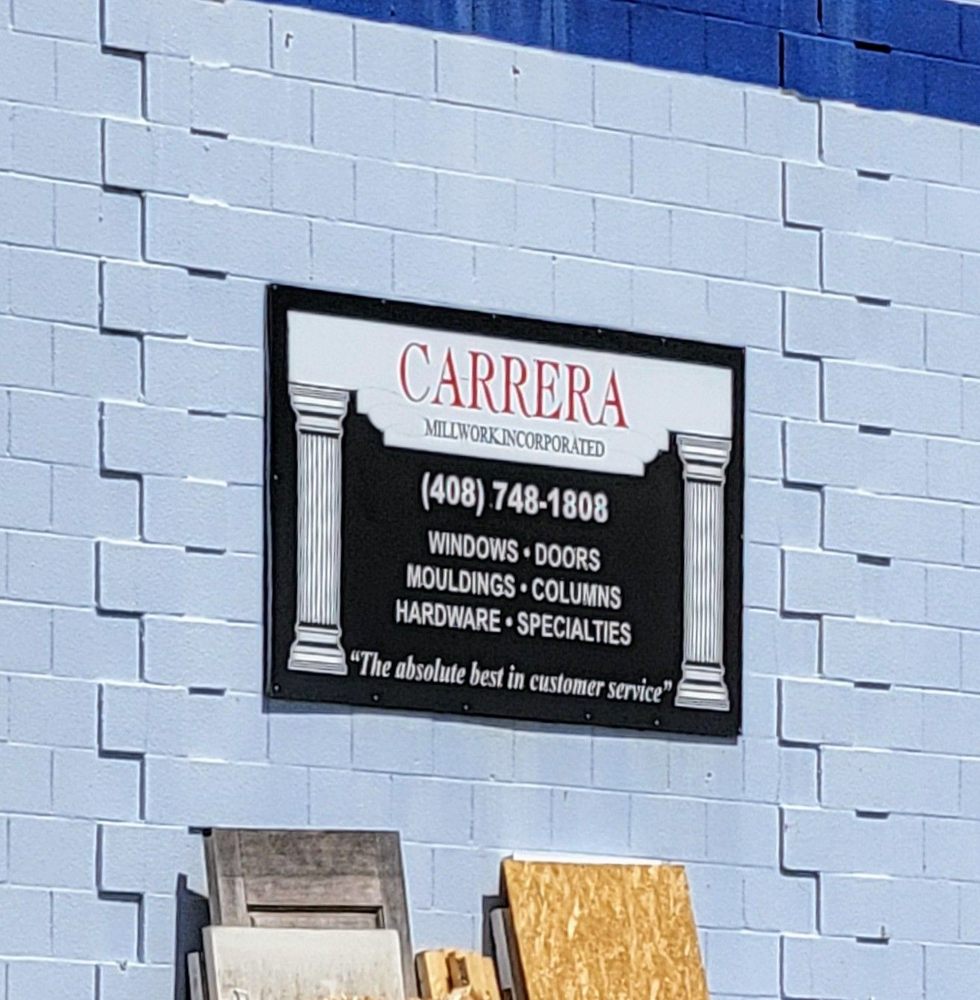 CARRERA
MILLWORK INCORPORATED
(408) 748-1808
WINDOWS • DOORS
MOULDINGS • COLUMNS
HARDWARE • SPECIALTIES
“The absolute best in customer service”